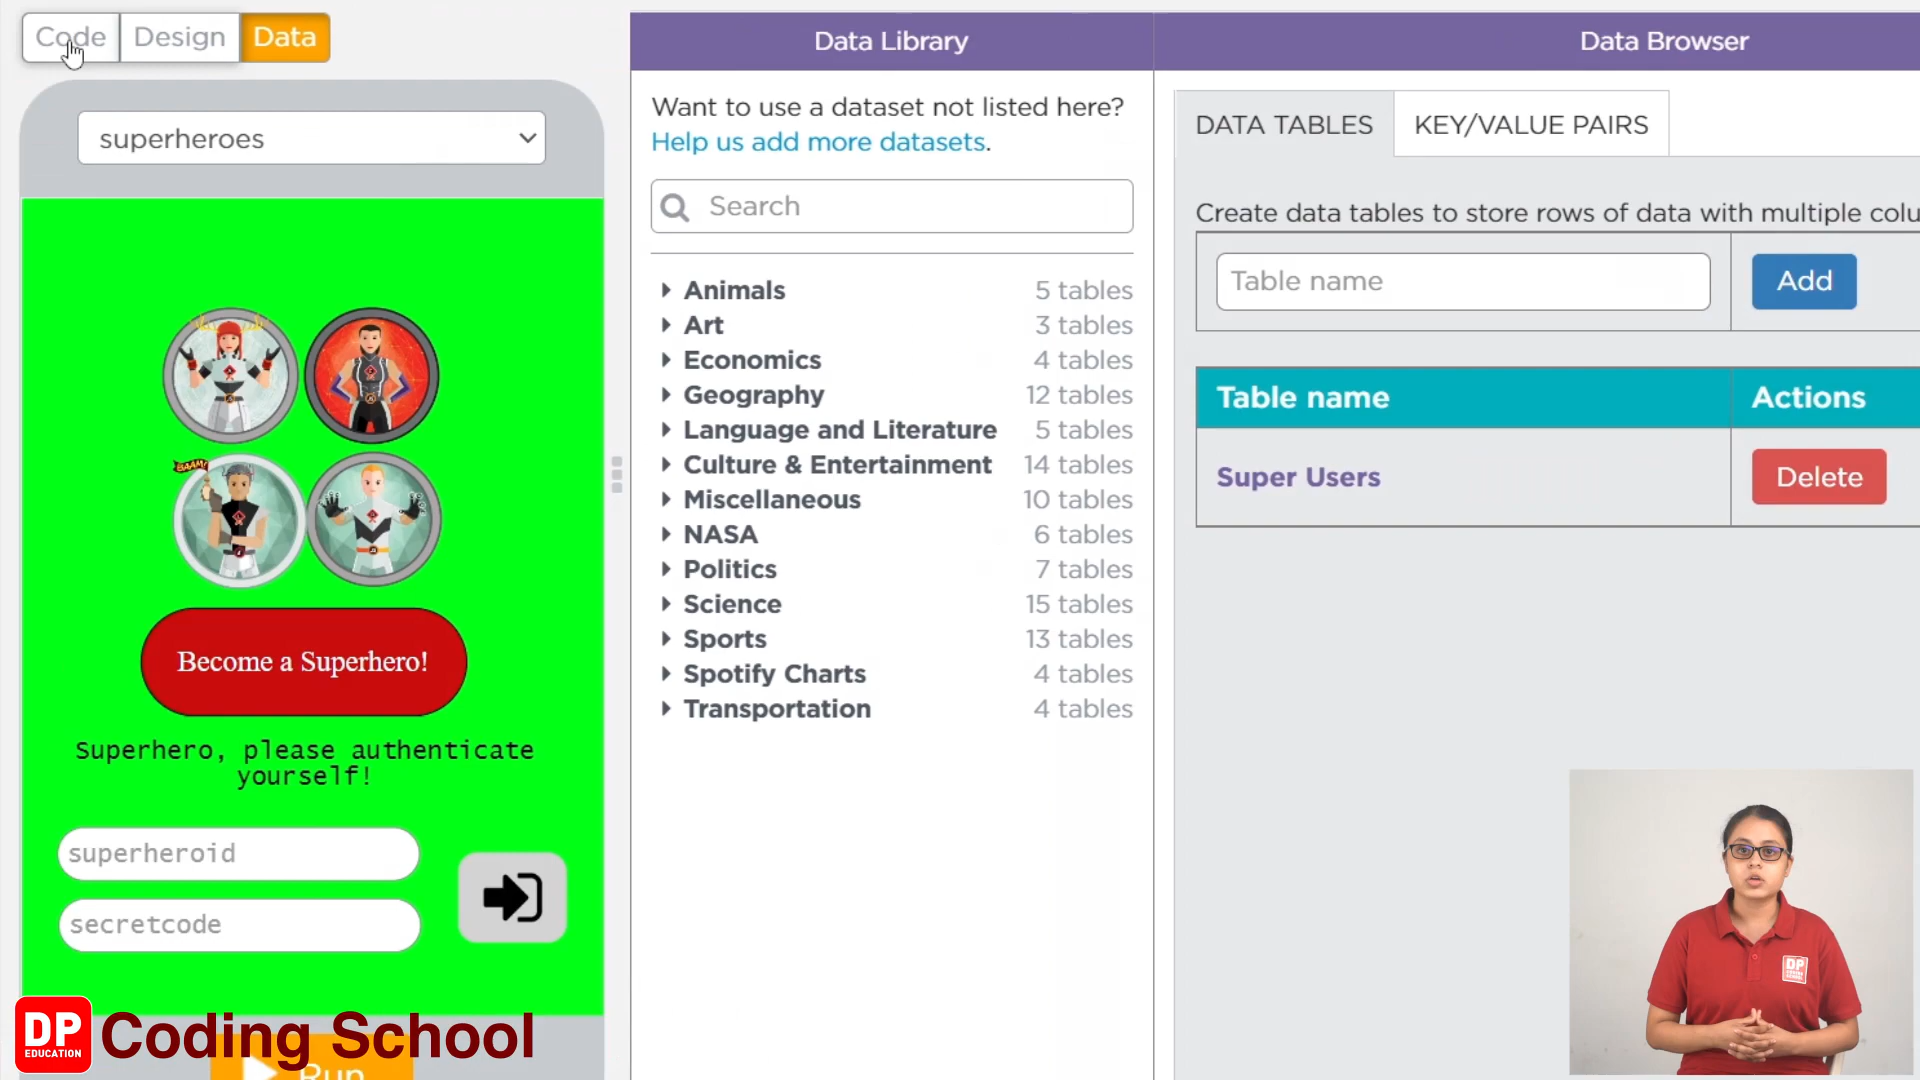 Code
Design
Data
superheroes
BAAM!
Become a Superhero!
Superhero, please authenticate
yourself!
superheroid
secretcode
Run
DP
EDUCATION
Coding School
Data Library
Want to use a dataset not listed here?
Help us add more datasets.
Search
Animals 5 tables
Art 3 tables
Economics 4 tables
Geography 12 tables
Language and Literature 5 tables
Culture & Entertainment 14 tables
Miscellaneous 10 tables
NASA 6 tables
Politics 7 tables
Science 15 tables
Sports 13 tables
Spotify Charts 4 tables
Transportation 4 tables
Data Browser
DATA TABLES
KEY/VALUE PAIRS
Create data tables to store rows of data with multiple colu
Table name
Add
Table name Actions
Super Users Delete
DP